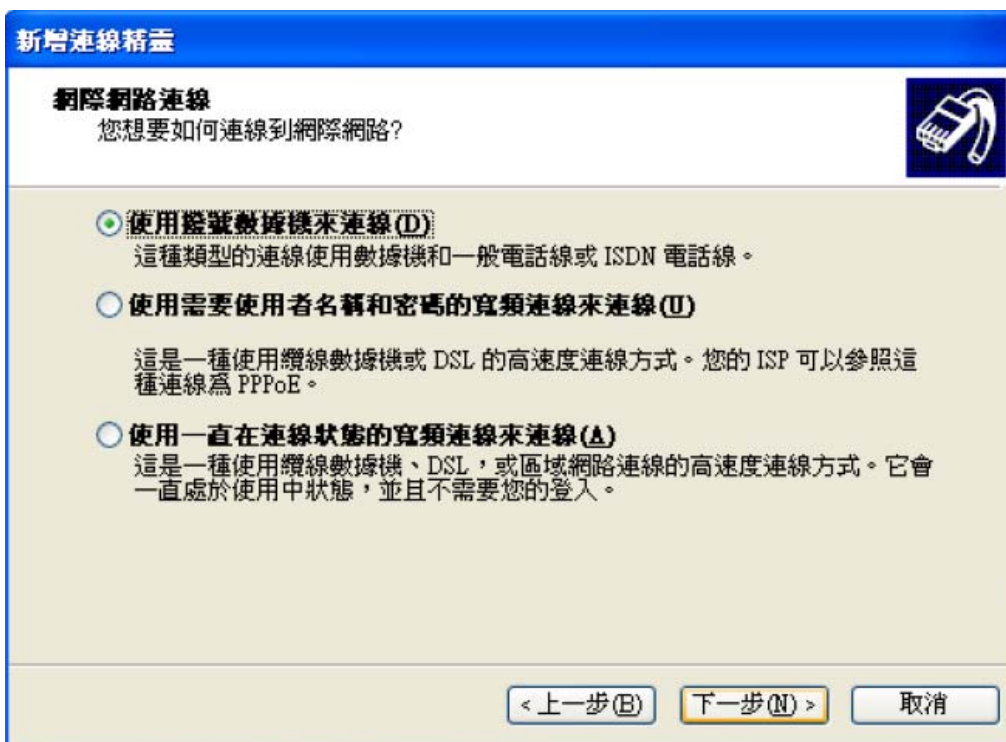 新增連線精靈
網際網路連線
您想要如何連線到網際網路?
使用撥號數據機來連線(D)
這種類型的連線使用數據機和一般電話線或 ISDN 電話線。
使用需要使用者名稱和密碼的寬頻連線來連線(U)
這是一種使用纜線數據機或 DSL 的高速度連線方式。您的 ISP 可以參照這
種連線為 PPPoE。
使用一直在連線狀態的寬頻連線來連線(A)
這是一種使用纜線數據機、DSL，或區域網路連線的高速度連線方式。它會
一直處於使用中狀態，並且不需要您的登入。
< 上一步(B) 下一步(N) > 取消